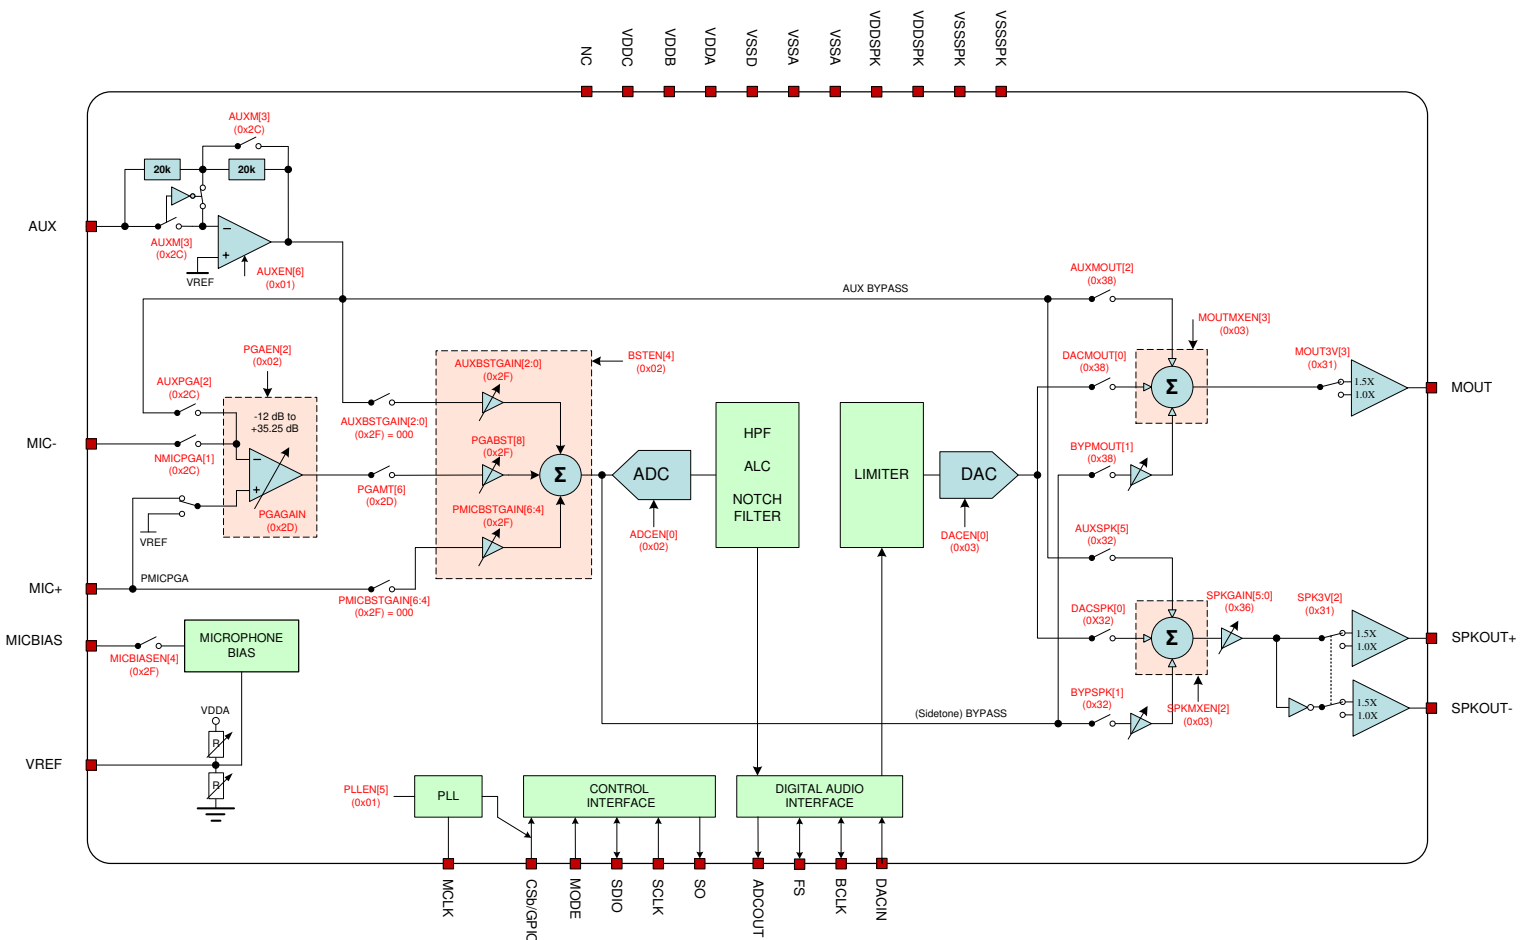 NC
VDDC
VDDB
VDDA
VSSD
VSSA
VSSA
VDDSPK
VDDSPK
VSSSPK
VSSSPK
AUXM[3]
(0x2C)
20k
20k
AUX
AUXM[3]
(0x2C)
VREF
AUXEN[6]
(0x01)
AUX BYPASS
AUXMOUT[2]
(0x38)
MOUTMXEN[3]
(0x03)
PGAEN[2]
(0x02)
AUXPGA[2]
(0x2C)
-12 dB to
+35.25 dB
MIC-
NMICPGA[1]
(0x2C)
PGAGAIN
(0x2D)
VREF
AUXBSTGAIN[2:0]
(0x2F)
BSTEN[4]
(0x02)
AUXBSTGAIN[2:0]
(0x2F) = 000
PGABST[8]
(0x2F)
PGAMT[6]
(0x2D)
PMICBSTGAIN[6:4]
(0x2F)
Σ
ADC
ADCEN[0]
(0x02)
HPF
ALC
NOTCH
FILTER
LIMITER
DAC
DACEN[0]
(0x03)
DACMOUT[0]
(0x38)
Σ
MOUT3V[3]
(0x31)
1.5X
1.0X
MOUT
BYPMOUT[1]
(0x38)
AUXSPK[5]
(0x32)
MIC+
PMICPGA
PMICBSTGAIN[6:4]
(0x2F) = 000
DACSPK[0]
(0X32)
Σ
SPKGAIN[5:0]
(0x36)
SPK3V[2]
(0x31)
1.5X
1.0X
SPKOUT+
MICBIAS
MICBIASEN[4]
(0x2F)
MICROPHONE
BIAS
(Sidetone) BYPASS
BYPSPK[1]
(0x32)
SPKMXEN[2]
(0x03)
1.5X
1.0X
SPKOUT-
VDDA
R
R
VREF
PLLEN[5]
(0x01)
PLL
CONTROL
INTERFACE
DIGITAL AUDIO
INTERFACE
MCLK
CSb/GPIO
MODE
SDIO
SCLK
SO
ADCOUT
FS
BCLK
DACIN